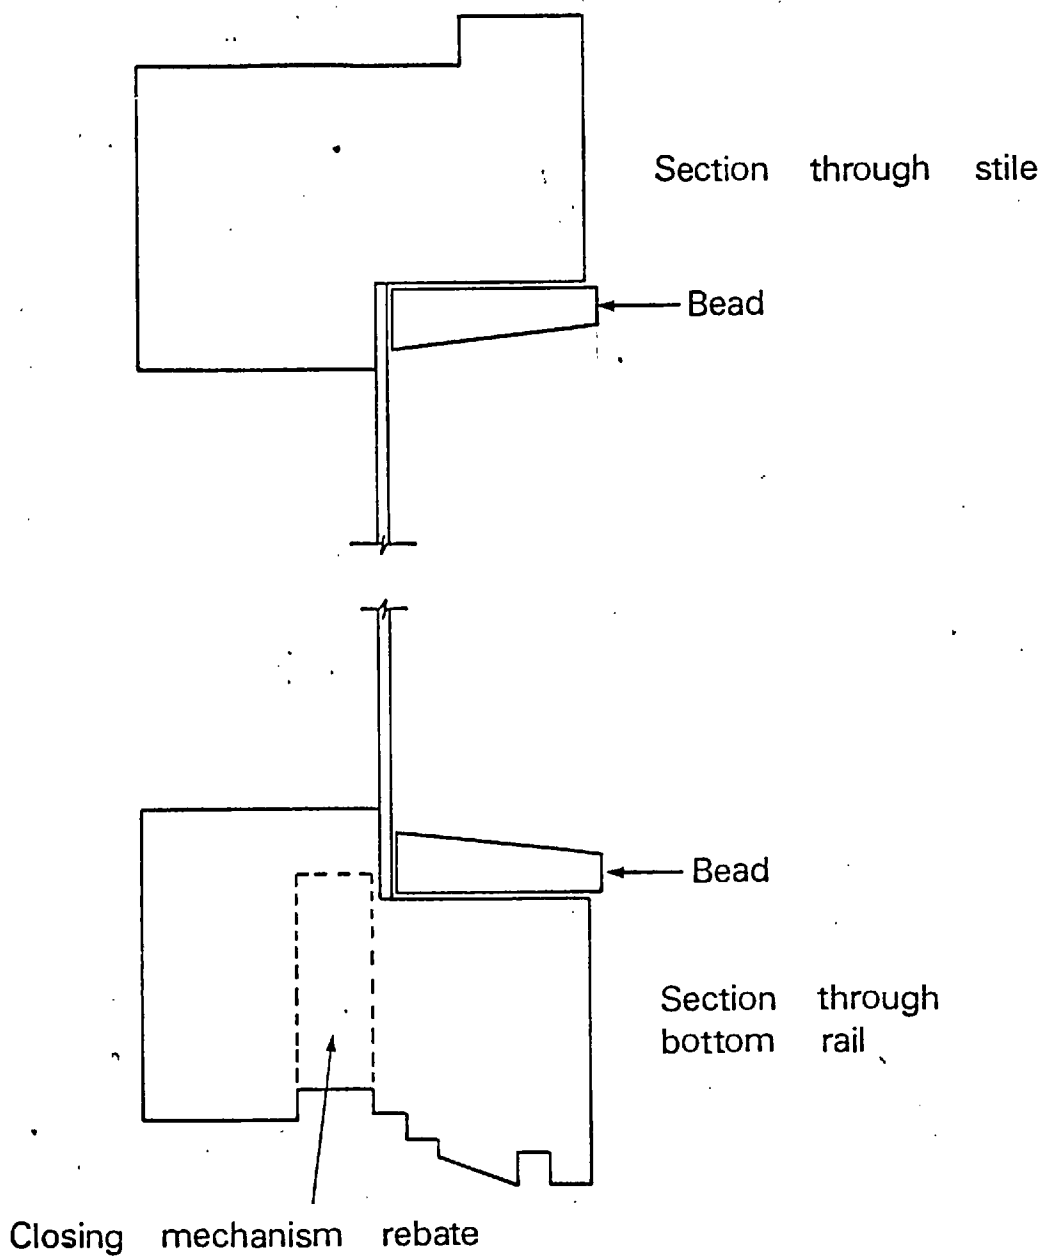 Section through stile
Bead
Bead
Section through
bottom rail
Closing mechanism rebate